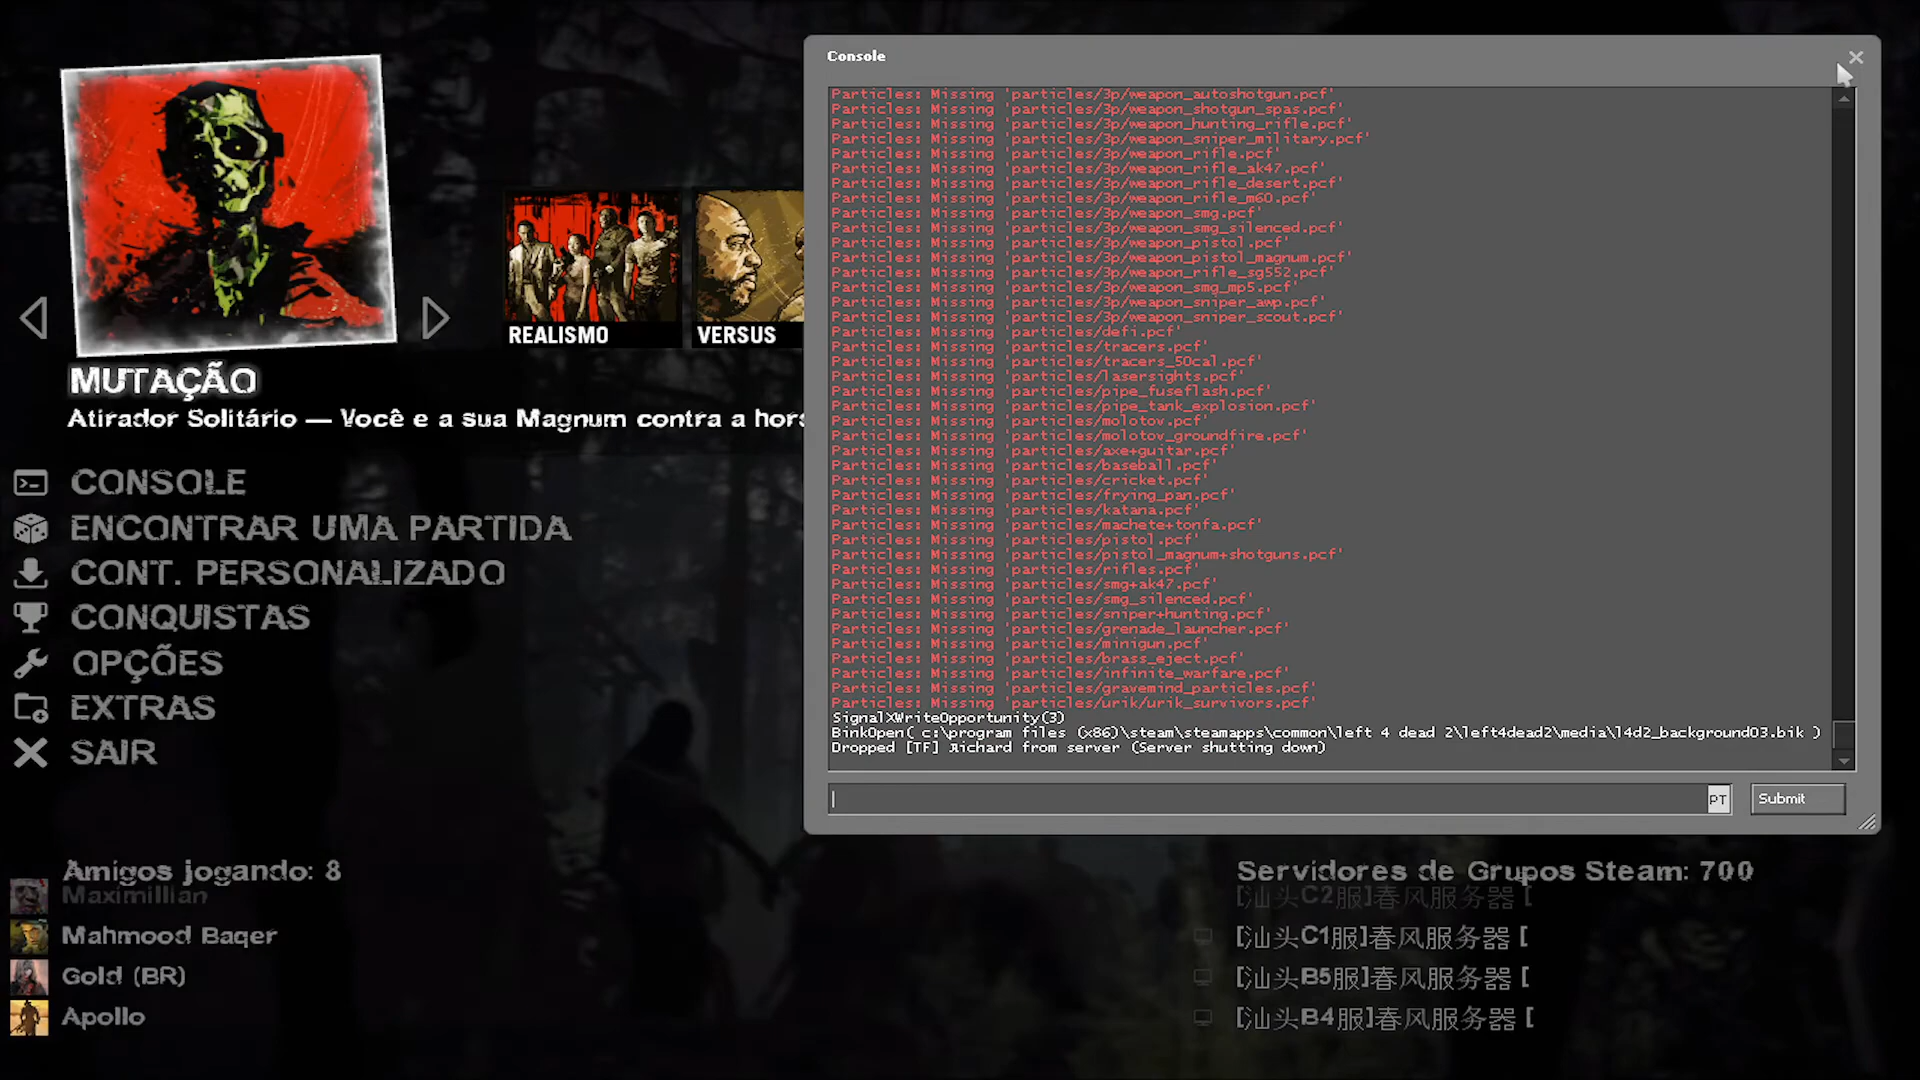 REALISMO
VERSUS
MUTAÇÃO
Atirador Solitário — Você e a sua Magnum contra a hors
CONSOLE
ENCONTRAR UMA PARTIDA
CONT. PERSONALIZADO
CONQUISTAS
OPÇÕES
EXTRAS
SAIR
Console
Particles: Missing 'particles/3p/weapon_autoshotgun.pcf'
Particles: Missing 'particles/3p/weapon_shotgun_spas.pcf'
Particles: Missing 'particles/3p/weapon_hunting_rifle.pcf'
Particles: Missing 'particles/3p/weapon_sniper_military.pcf'
Particles: Missing 'particles/3p/weapon_rifle.pcf'
Particles: Missing 'particles/3p/weapon_rifle_ak47.pcf'
Particles: Missing 'particles/3p/weapon_rifle_desert.pcf'
Particles: Missing 'particles/3p/weapon_rifle_m60.pcf'
Particles: Missing 'particles/3p/weapon_smg.pcf'
Particles: Missing 'particles/3p/weapon_smg_silenced.pcf'
Particles: Missing 'particles/3p/weapon_pistol.pcf'
Particles: Missing 'particles/3p/weapon_pistol_magnum.pcf'
Particles: Missing 'particles/3p/weapon_rifle_sg552.pcf'
Particles: Missing 'particles/3p/weapon_smg_mp5.pcf'
Particles: Missing 'particles/3p/weapon_sniper_awp.pcf'
Particles: Missing 'particles/3p/weapon_sniper_scout.pcf'
Particles: Missing 'particles/defi.pcf'
Particles: Missing 'particles/tracers.pcf'
Particles: Missing 'particles/tracers_50cal.pcf'
Particles: Missing 'particles/lasersights.pcf'
Particles: Missing 'particles/pipe_fuseflash.pcf'
Particles: Missing 'particles/pipe_tank_explosion.pcf'
Particles: Missing 'particles/molotov.pcf'
Particles: Missing 'particles/molotov_groundfire.pcf'
Particles: Missing 'particles/axe+guitar.pcf'
Particles: Missing 'particles/baseball.pcf'
Particles: Missing 'particles/cricket.pcf'
Particles: Missing 'particles/frying_pan.pcf'
Particles: Missing 'particles/katana.pcf'
Particles: Missing 'particles/machete+tonfa.pcf'
Particles: Missing 'particles/pistol.pcf'
Particles: Missing 'particles/pistol_magnum+shotguns.pcf'
Particles: Missing 'particles/rifles.pcf'
Particles: Missing 'particles/smg+ak47.pcf'
Particles: Missing 'particles/smg_silenced.pcf'
Particles: Missing 'particles/sniper+hunting.pcf'
Particles: Missing 'particles/grenade_launcher.pcf'
Particles: Missing 'particles/minigun.pcf'
Particles: Missing 'particles/brass_eject.pcf'
Particles: Missing 'particles/infinite_warfare.pcf'
Particles: Missing 'particles/gravemind_particles.pcf'
Particles: Missing 'particles/urik/urik_survivors.pcf'
SignalXWriteOpportunity(3)
BinkOpen( c:\program files (x86)\steam\steamapps\common\left 4 dead 2\left4dead2\media\l4d2_background03.bik )
Dropped [TF] Richard from server (Server shutting down)
PT
Submit
Amigos jogando: 8
Maximillian
Mahmood Baqer
Gold (BR)
Apollo
Servidores de Grupos Steam: 700
[汕头C2服]春风服务器 [
[汕头C1服]春风服务器 [
[汕头B5服]春风服务器 [
[汕头B4服]春风服务器 [